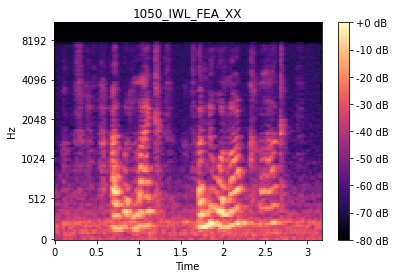 1050_IWL_FEA_XX
+0 dB
8192
-10 dB
4096
-20 dB
-30 dB
2048
-40 dB
Hz
1024
-50 dB
512
-60 dB
-70 dB
0
-80 dB
0 0.5 1 1.5 2 2.5 3
Time